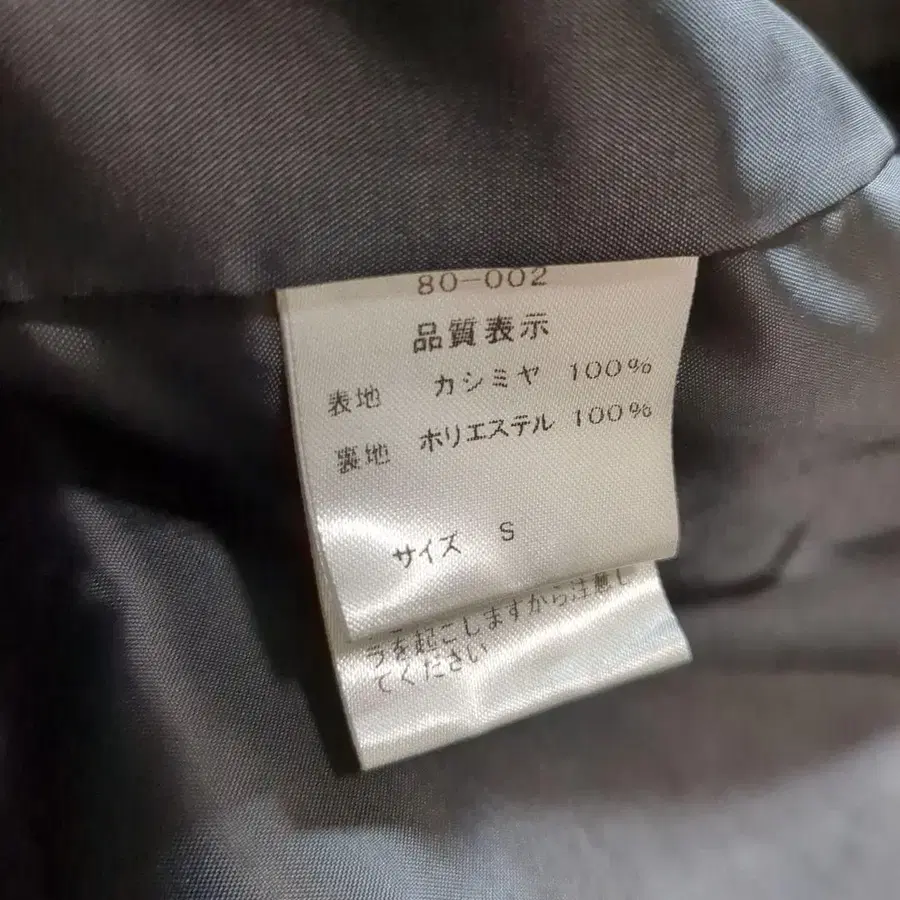 80-002
品質表示
表地 カシミヤ 100%
裏地 ポリエステル 100%
サイズ S
ラを起こしますから注意し
てください